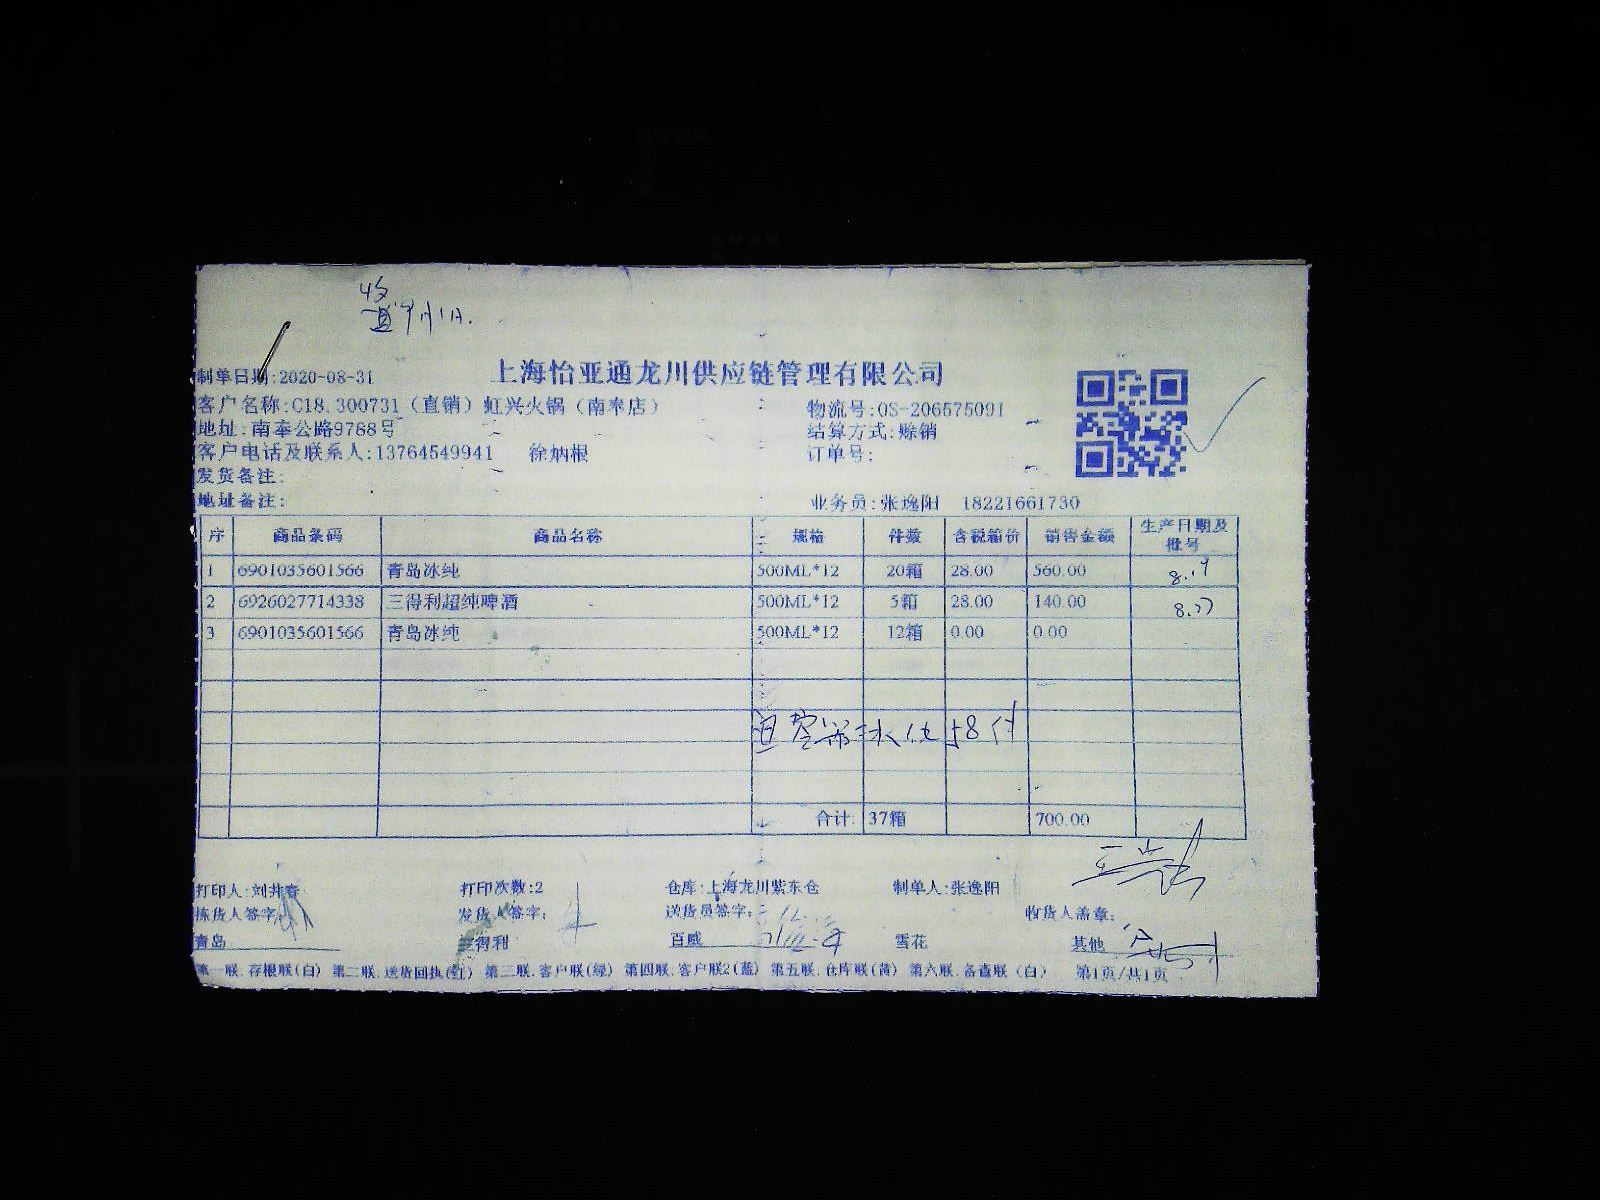 上海怡亚通龙川供应链管理有限公司
制单日期:2020-08-31
客户名称:C18.300731（直销）虹兴火锅（南奉店） 物流号:OS-206575091
地址:南奉公路9788号 结算方式:赊销
客户电话及联系人:13764549941 徐炳根 订单号:
发货备注:
地址备注: 业务员:张逸阳 18221661730
序 商品条码 商品名称 规格 件数 含税箱价 销售金额 生产日期及批号
1 6901035601566 青岛冰纯 500ML*12 20箱 28.00 560.00 8.19
2 6926027714338 三得利超纯啤酒 500ML*12 5箱 28.00 140.00 8.27
3 6901035601566 青岛冰纯 500ML*12 12箱 0.00 0.00
58付
合计: 37箱 700.00
打印人:刘井春 打印次数:2 仓库:上海龙川紫东仓 制单人:张逸阳
拣货人签字: 发货人签字: 送货员签字: 收货人盖章:
青岛 三得利 百威 雪花 其他
第一联.存根联(白) 第二联.送货回执(红) 第三联.客户联(绿) 第四联.客户联2(蓝) 第五联.仓库联(黄) 第六联.备查联(白) 第1页/共1页